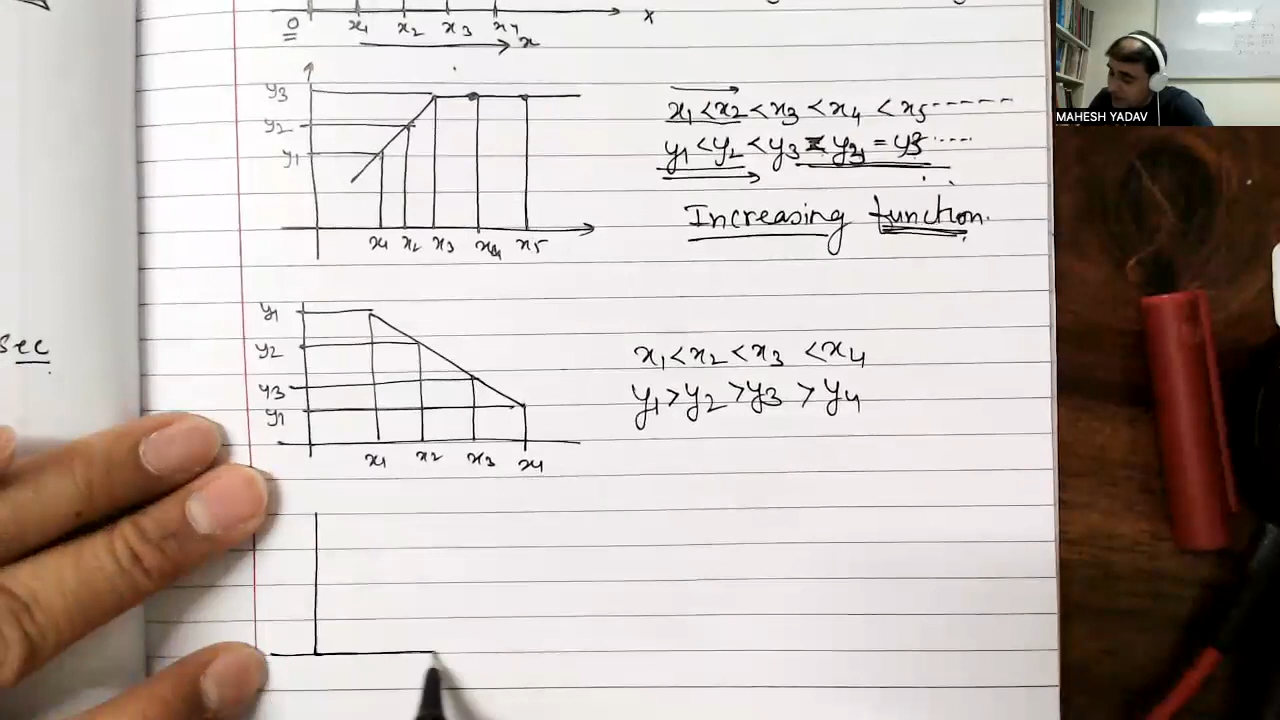 0 x1 x2 x3 x4 x
x
y3
y2
y1
x1 x2 x3 x4 x5
x1 < x2 < x3 < x4 < x5 -----
y1 < y2 < y3 = y3 ....
Increasing function.
sec
y1
y2
y3
y4
x1 x2 x3 x4
x1 < x2 < x3 < x4
y1 > y2 > y3 > y4
MAHESH YADAV